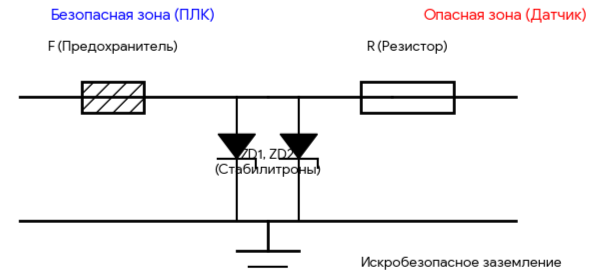 Безопасная зона (ПЛК)
Опасная зона (Датчик)
F (Предохранитель)
R (Резистор)
ZD1, ZD2
(Стабилитроны)
Искробезопасное заземление